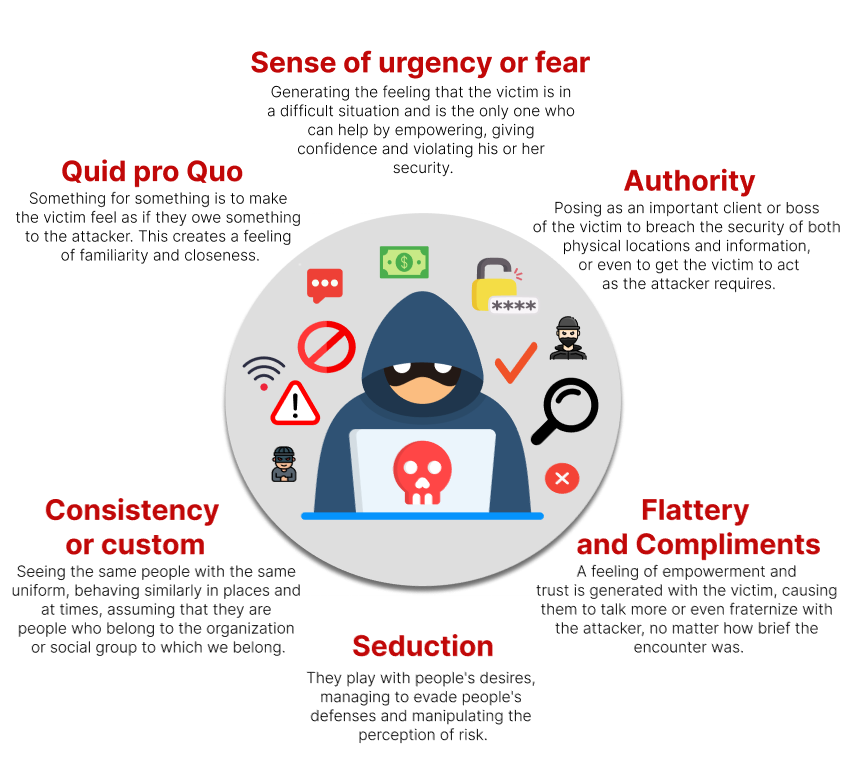 Sense of urgency or fear
Generating the feeling that the victim is in
a difficult situation and is the only one who
can help by empowering, giving
confidence and violating his or her
security.
Quid pro Quo
Something for something is to make
the victim feel as if they owe something
to the attacker. This creates a feeling
of familiarity and closeness.
Authority
Posing as an important client or boss
of the victim to breach the security of both
physical locations and information,
or even to get the victim to act
as the attacker requires.
$
****
Consistency
or custom
Seeing the same people with the same
uniform, behaving similarly in places and
at times, assuming that they are
people who belong to the organization
or social group to which we belong.
Flattery
and Compliments
A feeling of empowerment and
trust is generated with the victim, causing
them to talk more or even fraternize with
the attacker, no matter how brief the
encounter was.
Seduction
They play with people's desires,
managing to evade people's
defenses and manipulating the
perception of risk.